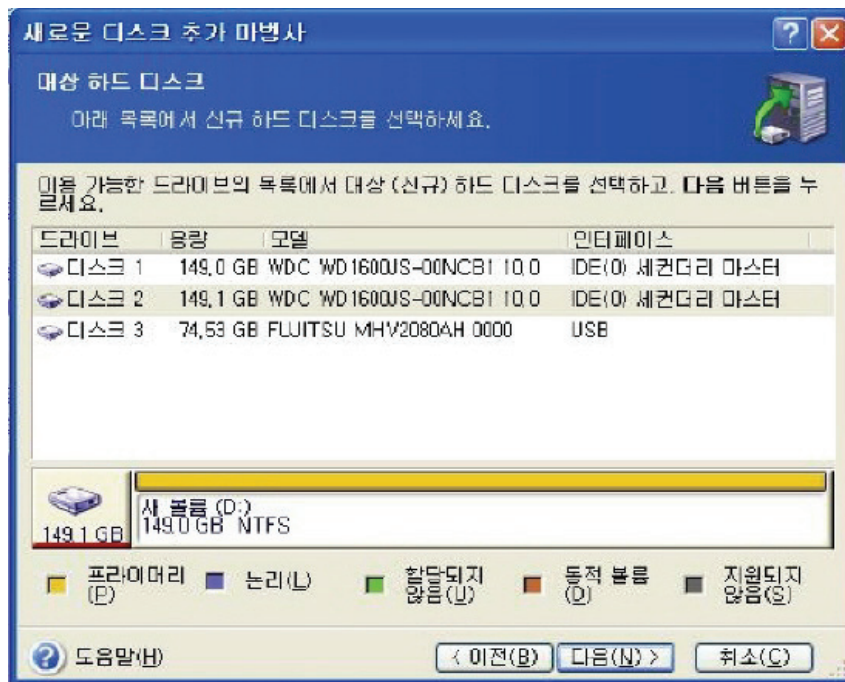 새로운 디스크 추가 마법사
대상 하드 디스크
아래 목록에서 신규 하드 디스크를 선택하세요.
이용 가능한 드라이브의 목록에서 대상 (신규) 하드 디스크를 선택하고, 다음 버튼을 누
르세요.
드라이브 용량 모델 인터페이스
디스크 1 149,0 GB WDC WD1600JS-00NCB1 10,0 IDE(0) 세컨더리 마스터
디스크 2 149,1 GB WDC WD1600JS-00NCB1 10,0 IDE(0) 세컨더리 마스터
디스크 3 74,53 GB FUJITSU MHV2080AH 0000 USB
새 볼륨 (D:)
149.1 GB 149.0 GB NTFS
프라이머리 논리(L) 할당되지 동적 볼륨 지원되지
(P) 않음(U) (D) 않음(S)
도움말(H) < 이전(B) 다음(N) > 취소(C)